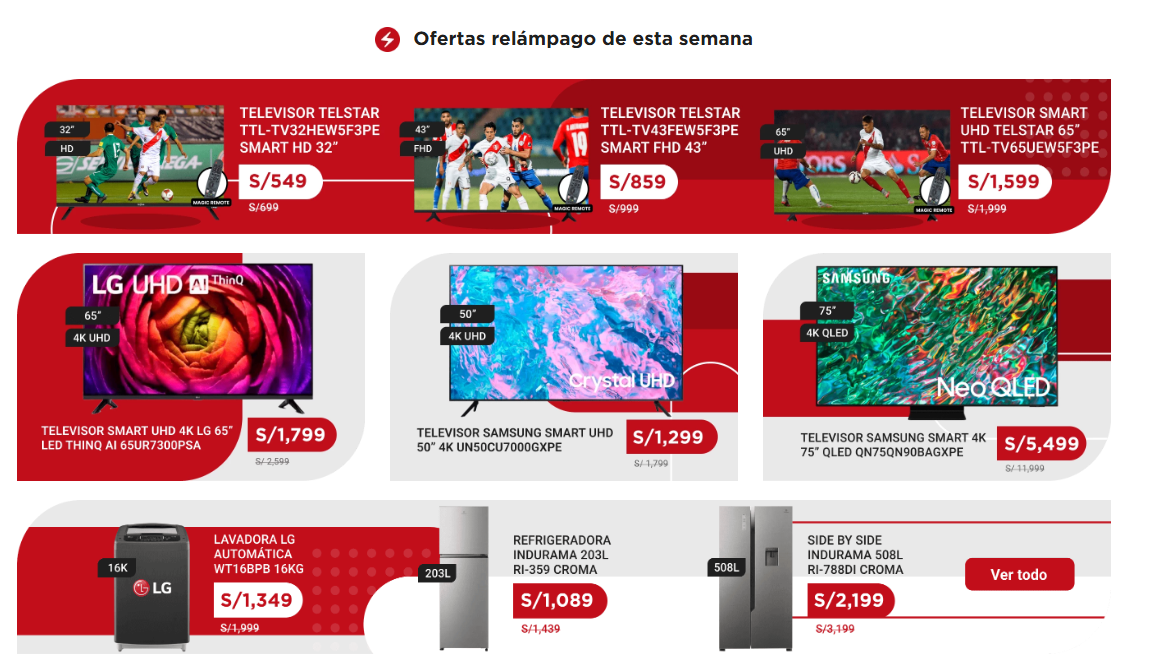 Ofertas relámpago de esta semana
32"
HD
MAGIC REMOTE
TELEVISOR TELSTAR
TTL-TV32HEW5F3PE
SMART HD 32"
S/549
S/699
43"
FHD
19
MAGIC REMOTE
TELEVISOR TELSTAR
TTL-TV43FEW5F3PE
SMART FHD 43"
S/859
S/999
65"
UHD
MAGIC REMOTE
TELEVISOR SMART
UHD TELSTAR 65"
TTL-TV65UEW5F3PE
S/1,599
S/1,999
LG UHD AI ThinQ
65"
4K UHD
TELEVISOR SMART UHD 4K LG 65"
LED THINQ AI 65UR7300PSA
S/1,799
S/ 2,599
50"
4K UHD
Crystal UHD
TELEVISOR SAMSUNG SMART UHD
50" 4K UN50CU7000GXPE
S/1,299
S/ 1,799
SAMSUNG
75"
4K QLED
Neo QLED
TELEVISOR SAMSUNG SMART 4K
75" QLED QN75QN90BAGXPE
S/5,499
S/ 11,999
16K
LG
LAVADORA LG
AUTOMÁTICA
WT16BPB 16KG
S/1,349
S/1,999
203L
REFRIGERADORA
INDURAMA 203L
RI-359 CROMA
S/1,089
S/1,439
508L
SIDE BY SIDE
INDURAMA 508L
RI-788DI CROMA
S/2,199
S/3,199
Ver todo